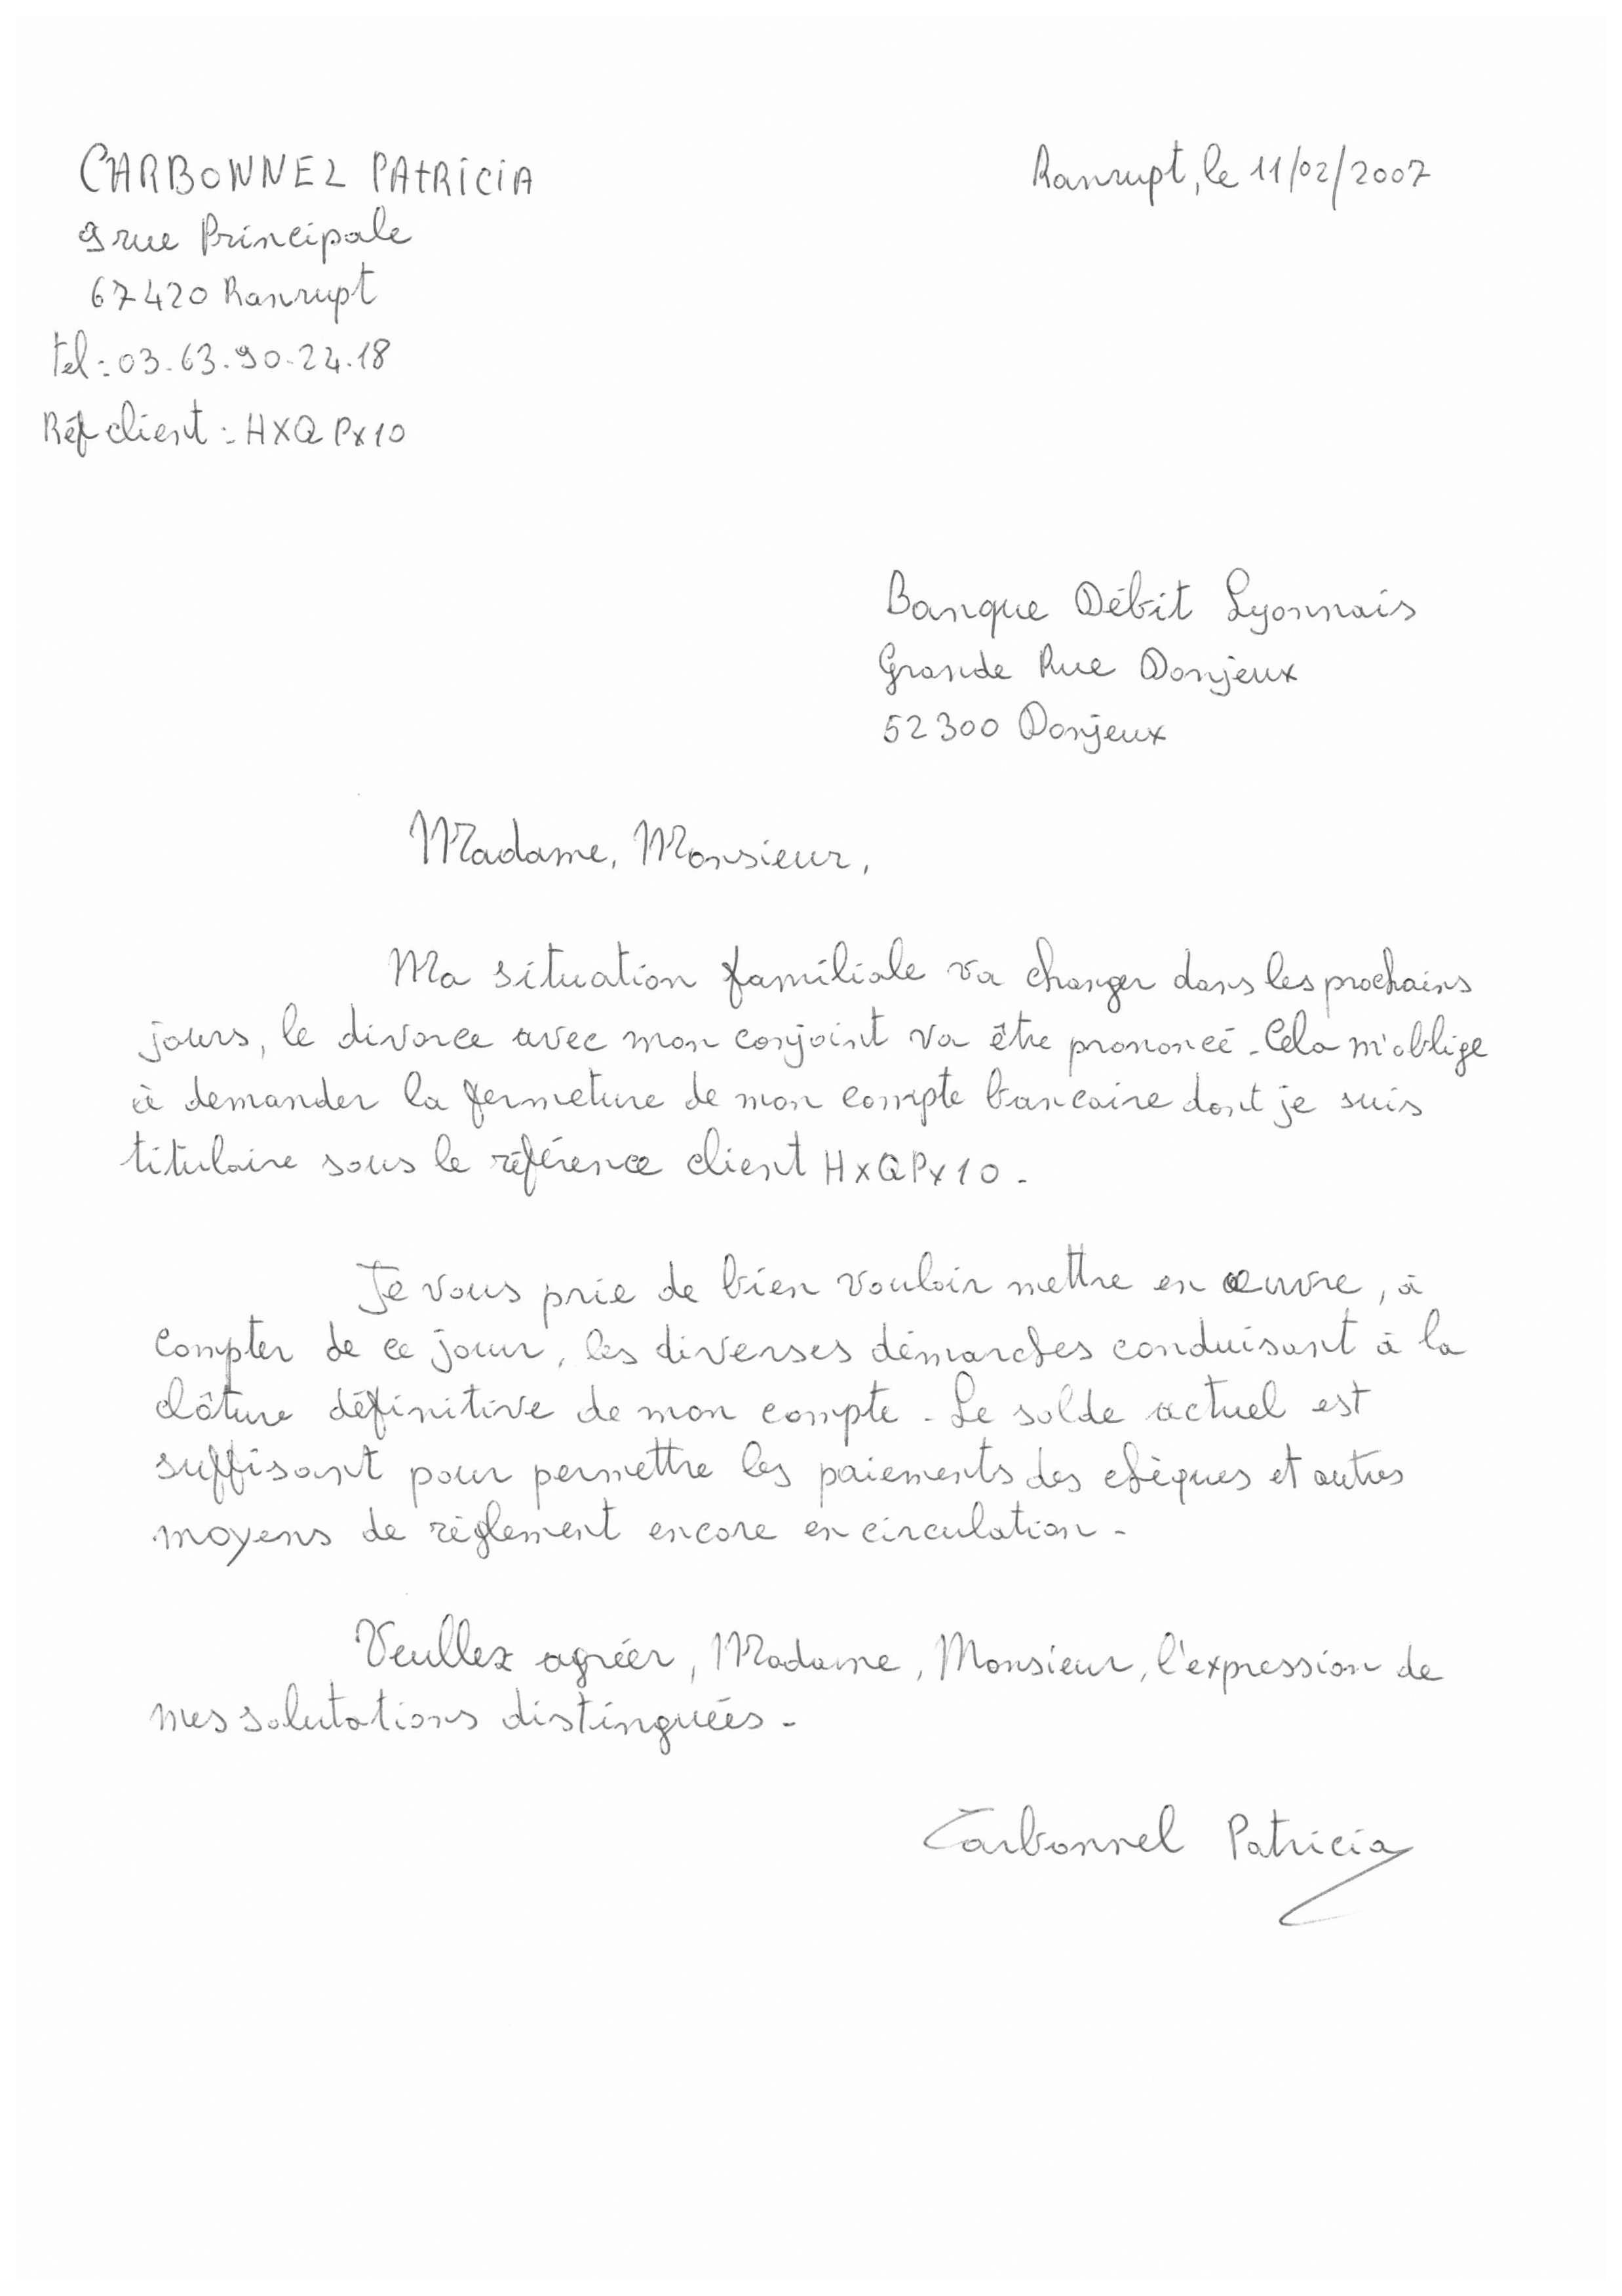 CARBONNEL PAtRiCiA
Ranrupt, le 11/02/2007
9 rue Principale
67420 Ranrupt
tel : 03.63.90.24.18
Réf client : HXQPX10
Banque Débit Lyonnais
Grande Rue Donjeux
52300 Donjeux
Madame, Monsieur,
Ma situation familiale va changer dans les prochains
jours, le divorce avec mon conjoint va être prononcé. Cela m'oblige
à demander la fermeture de mon compte bancaire dont je suis
titulaire sous le référence client HXQPX10.
Je vous prie de bien vouloir mettre en œuvre, à
compter de ce jour, les diverses démarches conduisant à la
clôture définitive de mon compte. Le solde actuel est
suffisant pour permettre les paiements des chèques et autres
moyens de règlement encore en circulation.
Veullez agréer, Madame, Monsieur, l'expression de
mes salutations distinguées.
Carbonnel Patricia